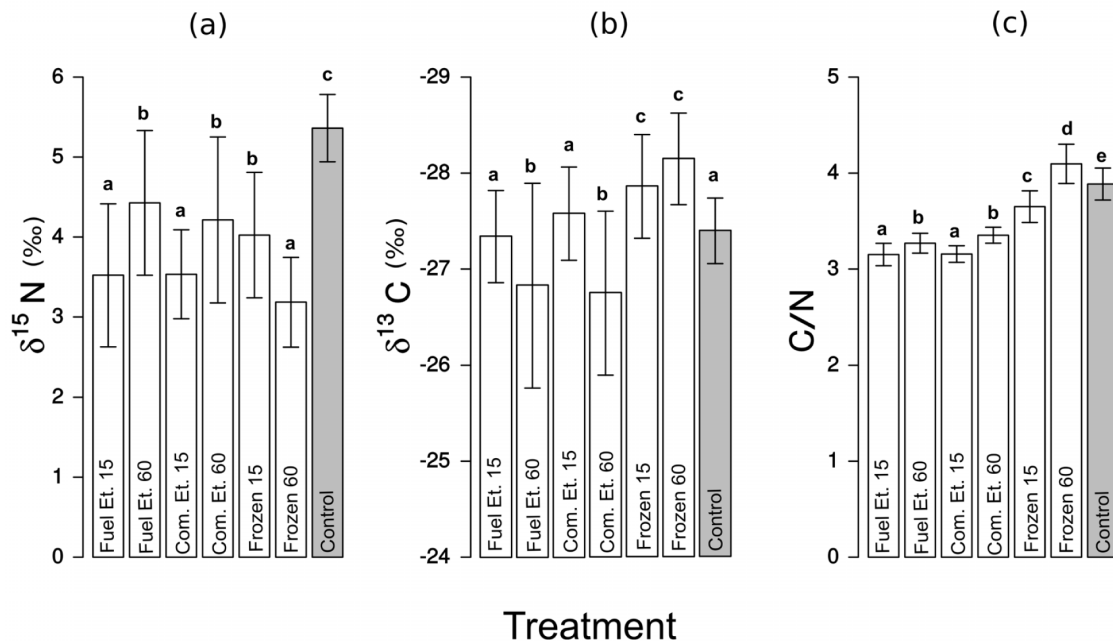 (a)
(b)
(c)
δ15 N (‰)
6
5
4
3
2
1
0
a
b
a
b
b
a
c
Fuel Et. 15
Fuel Et. 60
Com. Et. 15
Com. Et. 60
Frozen 15
Frozen 60
Control
δ13 C (‰)
-29
-28
-27
-26
-25
-24
a
b
a
b
c
c
a
Fuel Et. 15
Fuel Et. 60
Com. Et. 15
Com. Et. 60
Frozen 15
Frozen 60
Control
C/N
5
4
3
2
1
0
a
b
a
b
c
d
e
Fuel Et. 15
Fuel Et. 60
Com. Et. 15
Com. Et. 60
Frozen 15
Frozen 60
Control
Treatment